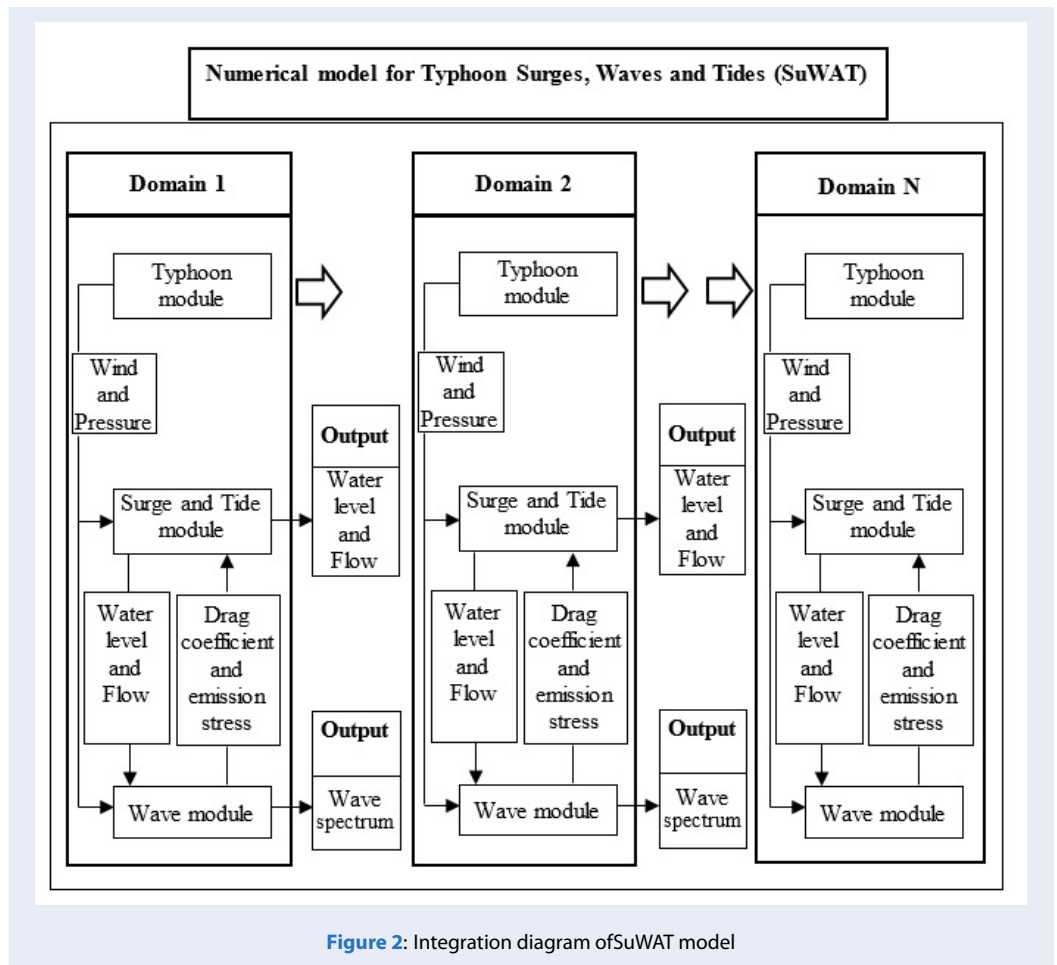 Numerical model for Typhoon Surges, Waves and Tides (SuWAT)
Domain 1
Typhoon
module
Wind
and
Pressure
Surge and Tide
module
Water
level
and
Flow
Drag
coefficient
and
emission
stress
Wave module
Output
Water
level
and
Flow
Output
Wave
spectrum
Domain 2
Typhoon
module
Wind
and
Pressure
Surge and Tide
module
Water
level
and
Flow
Drag
coefficient
and
emission
stress
Wave module
Output
Water
level
and
Flow
Output
Wave
spectrum
Domain N
Typhoon
module
Wind
and
Pressure
Surge and Tide
module
Water
level
and
Flow
Drag
coefficient
and
emission
stress
Wave module
Figure 2: Integration diagram ofSuWAT model